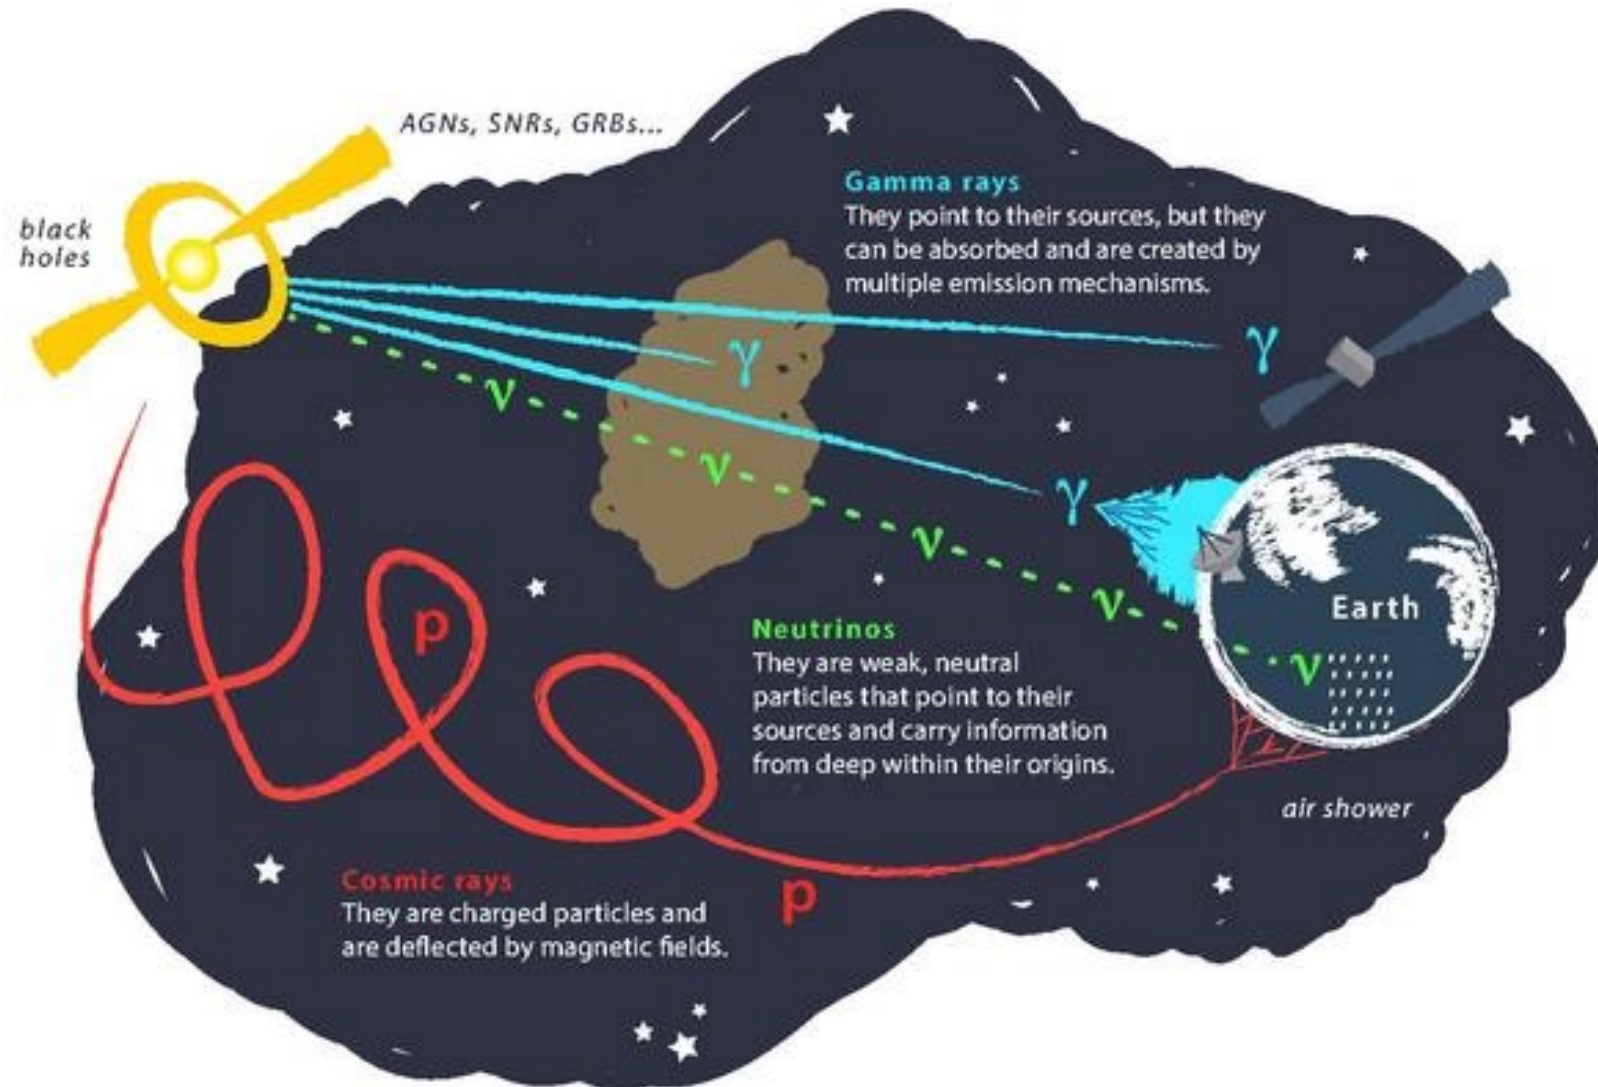 AGNs, SNRs, GRBs...
black
holes
Gamma rays
They point to their sources, but they
can be absorbed and are created by
multiple emission mechanisms.
γ
γ
ν
ν
γ
ν
ν
Earth
ν
p
Neutrinos
They are weak, neutral
particles that point to their
sources and carry information
from deep within their origins.
air shower
p
Cosmic rays
They are charged particles and
are deflected by magnetic fields.